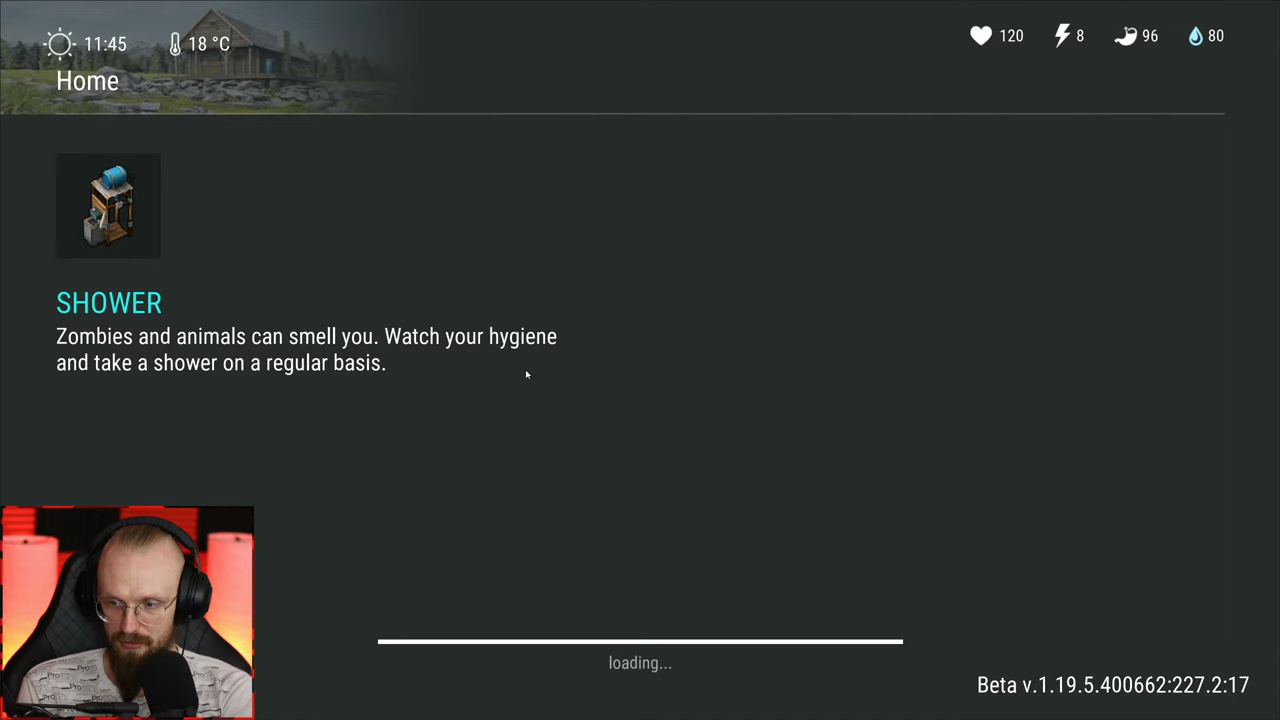 11:45
18 °C
120
8
96
80
Home
SHOWER
Zombies and animals can smell you. Watch your hygiene
and take a shower on a regular basis.
loading...
Beta v.1.19.5.400662:227.2:17